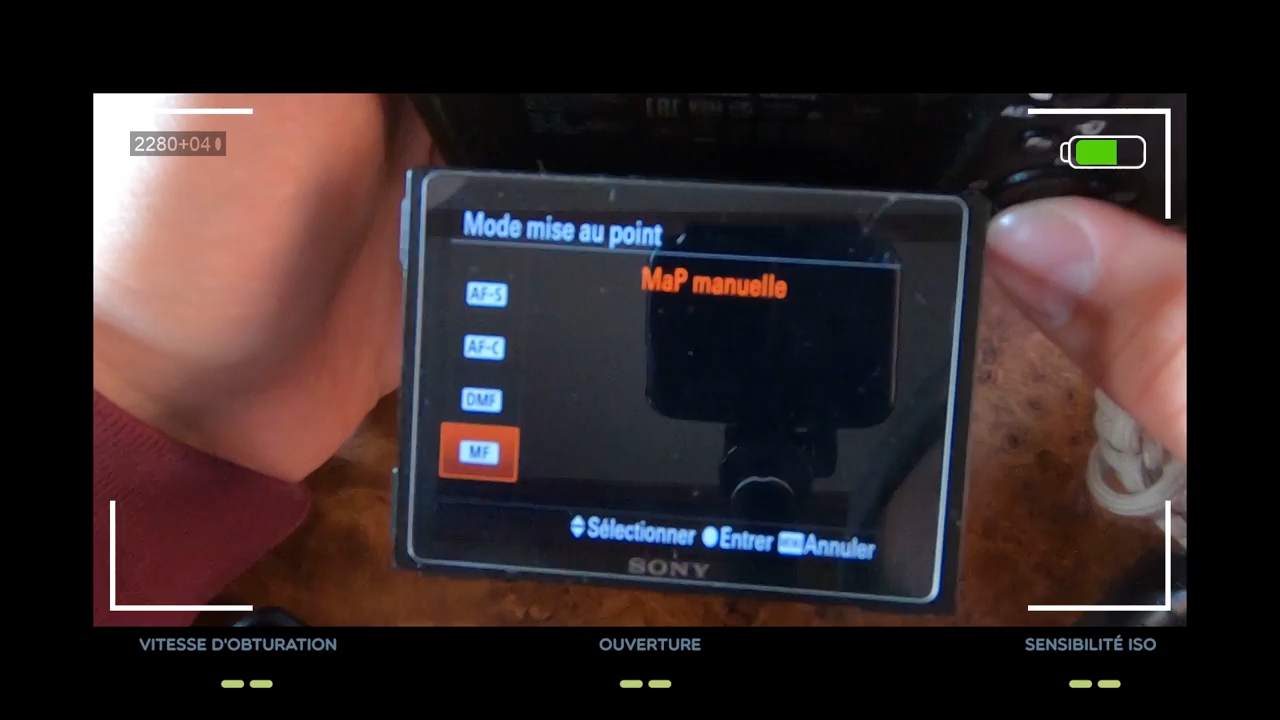 2280+04
Mode mise au point
MaP manuelle
AF-S
AF-C
DMF
MF
Sélectionner Entrer MENU Annuler
SONY
VITESSE D'OBTURATION
OUVERTURE
SENSIBILITÉ ISO